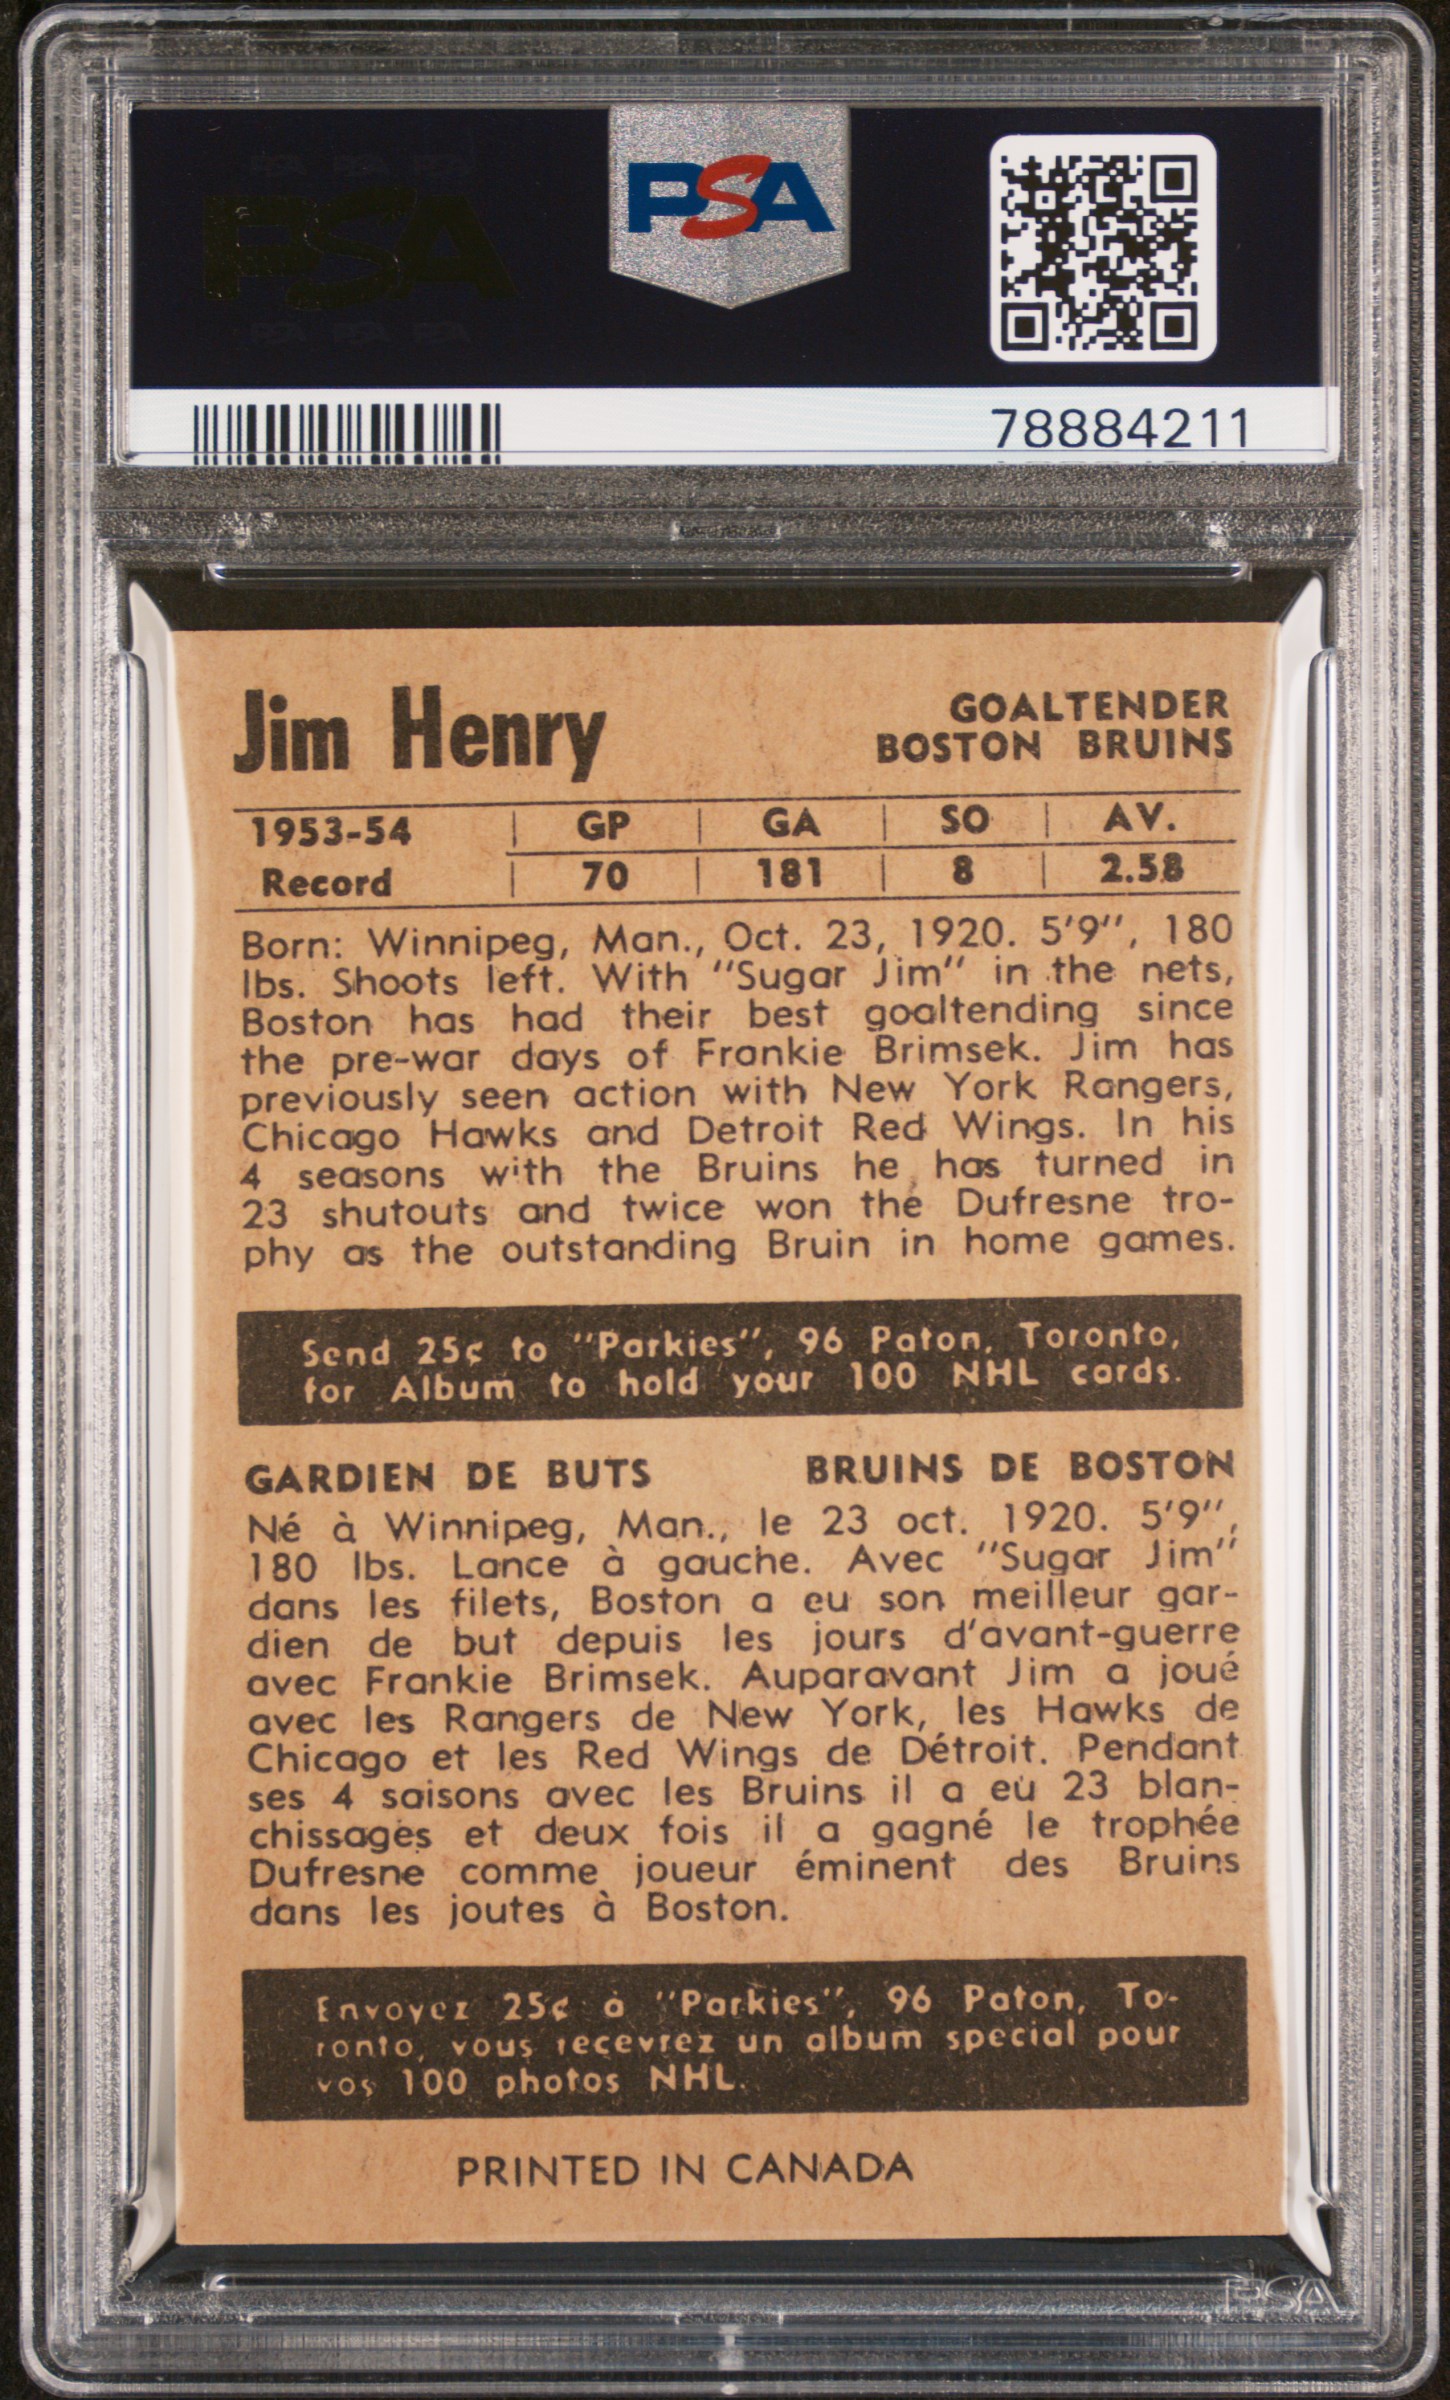 PSA
PSA
78884211
Jim Henry
GOALTENDER
BOSTON BRUINS
1953-54 | GP | GA | SO | AV.
Record | 70 | 181 | 8 | 2.58
Born: Winnipeg, Man., Oct. 23, 1920. 5'9", 180
lbs. Shoots left. With "Sugar Jim" in the nets,
Boston has had their best goaltending since
the pre-war days of Frankie Brimsek. Jim has
previously seen action with New York Rangers,
Chicago Hawks and Detroit Red Wings. In his
4 seasons with the Bruins he has turned in
23 shutouts and twice won the Dufresne tro-
phy as the outstanding Bruin in home games.
Send 25¢ to "Parkies", 96 Paton, Toronto,
for Album to hold your 100 NHL cards.
GARDIEN DE BUTS BRUINS DE BOSTON
Né à Winnipeg, Man., le 23 oct. 1920. 5'9",
180 lbs. Lance à gauche. Avec "Sugar Jim"
dans les filets, Boston a eu son meilleur gar-
dien de but depuis les jours d'avant-guerre
avec Frankie Brimsek. Auparavant Jim a joué
avec les Rangers de New York, les Hawks de
Chicago et les Red Wings de Détroit. Pendant
ses 4 saisons avec les Bruins il a eu 23 blan-
chissages et deux fois il a gagné le trophée
Dufresne comme joueur éminent des Bruins
dans les joutes à Boston.
Envoyez 25¢ à "Parkies", 96 Paton, To-
ronto, vous recevrez un album special pour
vos 100 photos NHL.
PRINTED IN CANADA
PSA